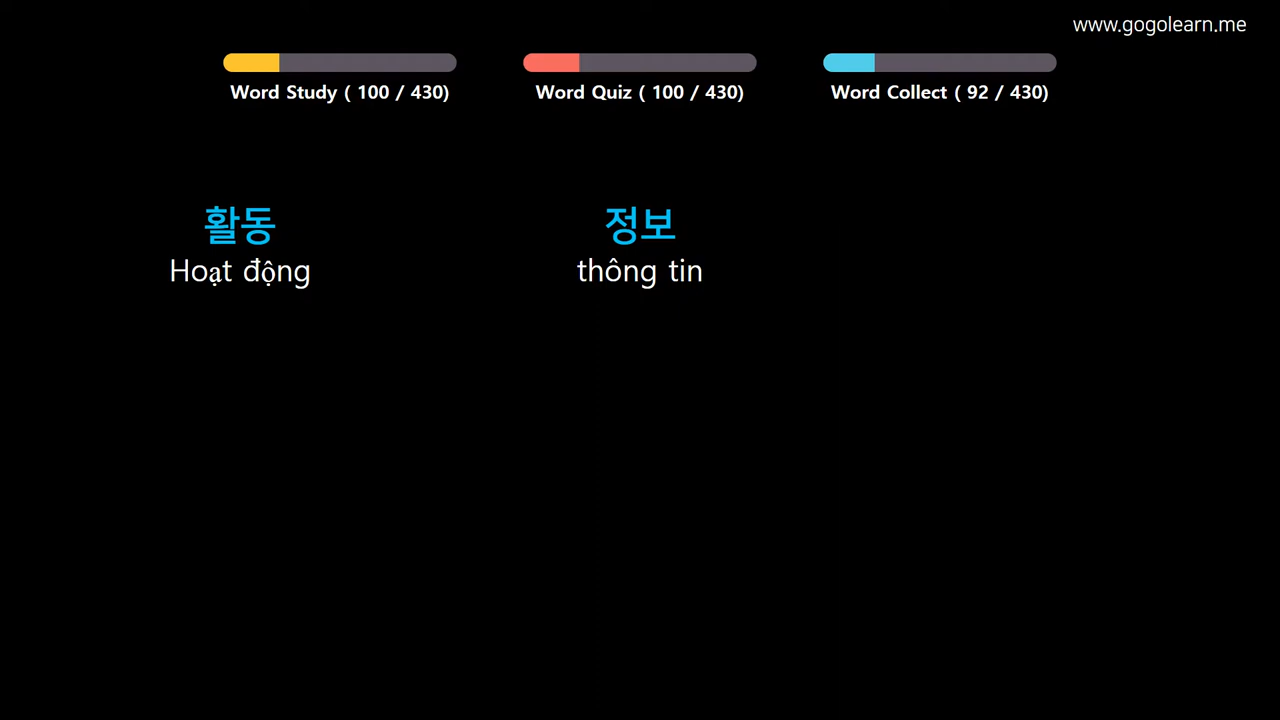 www.gogolearn.me
Word Study ( 100 / 430)
Word Quiz ( 100 / 430)
Word Collect ( 92 / 430)
활동
Hoạt động
정보
thông tin